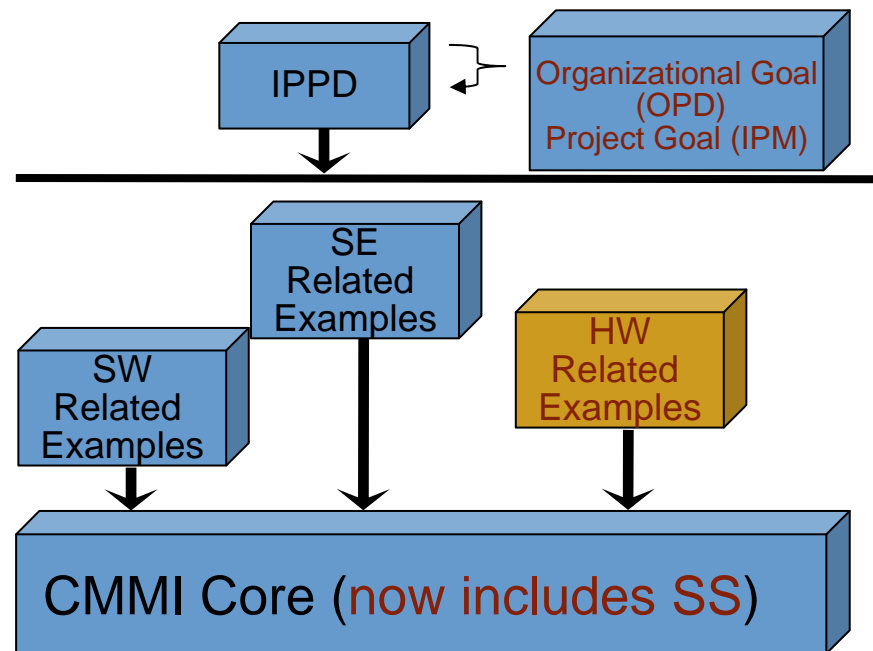 IPPD
Organizational Goal
(OPD)
Project Goal (IPM)
SE
Related
Examples
SW
Related
Examples
HW
Related
Examples
CMMI Core (now includes SS)